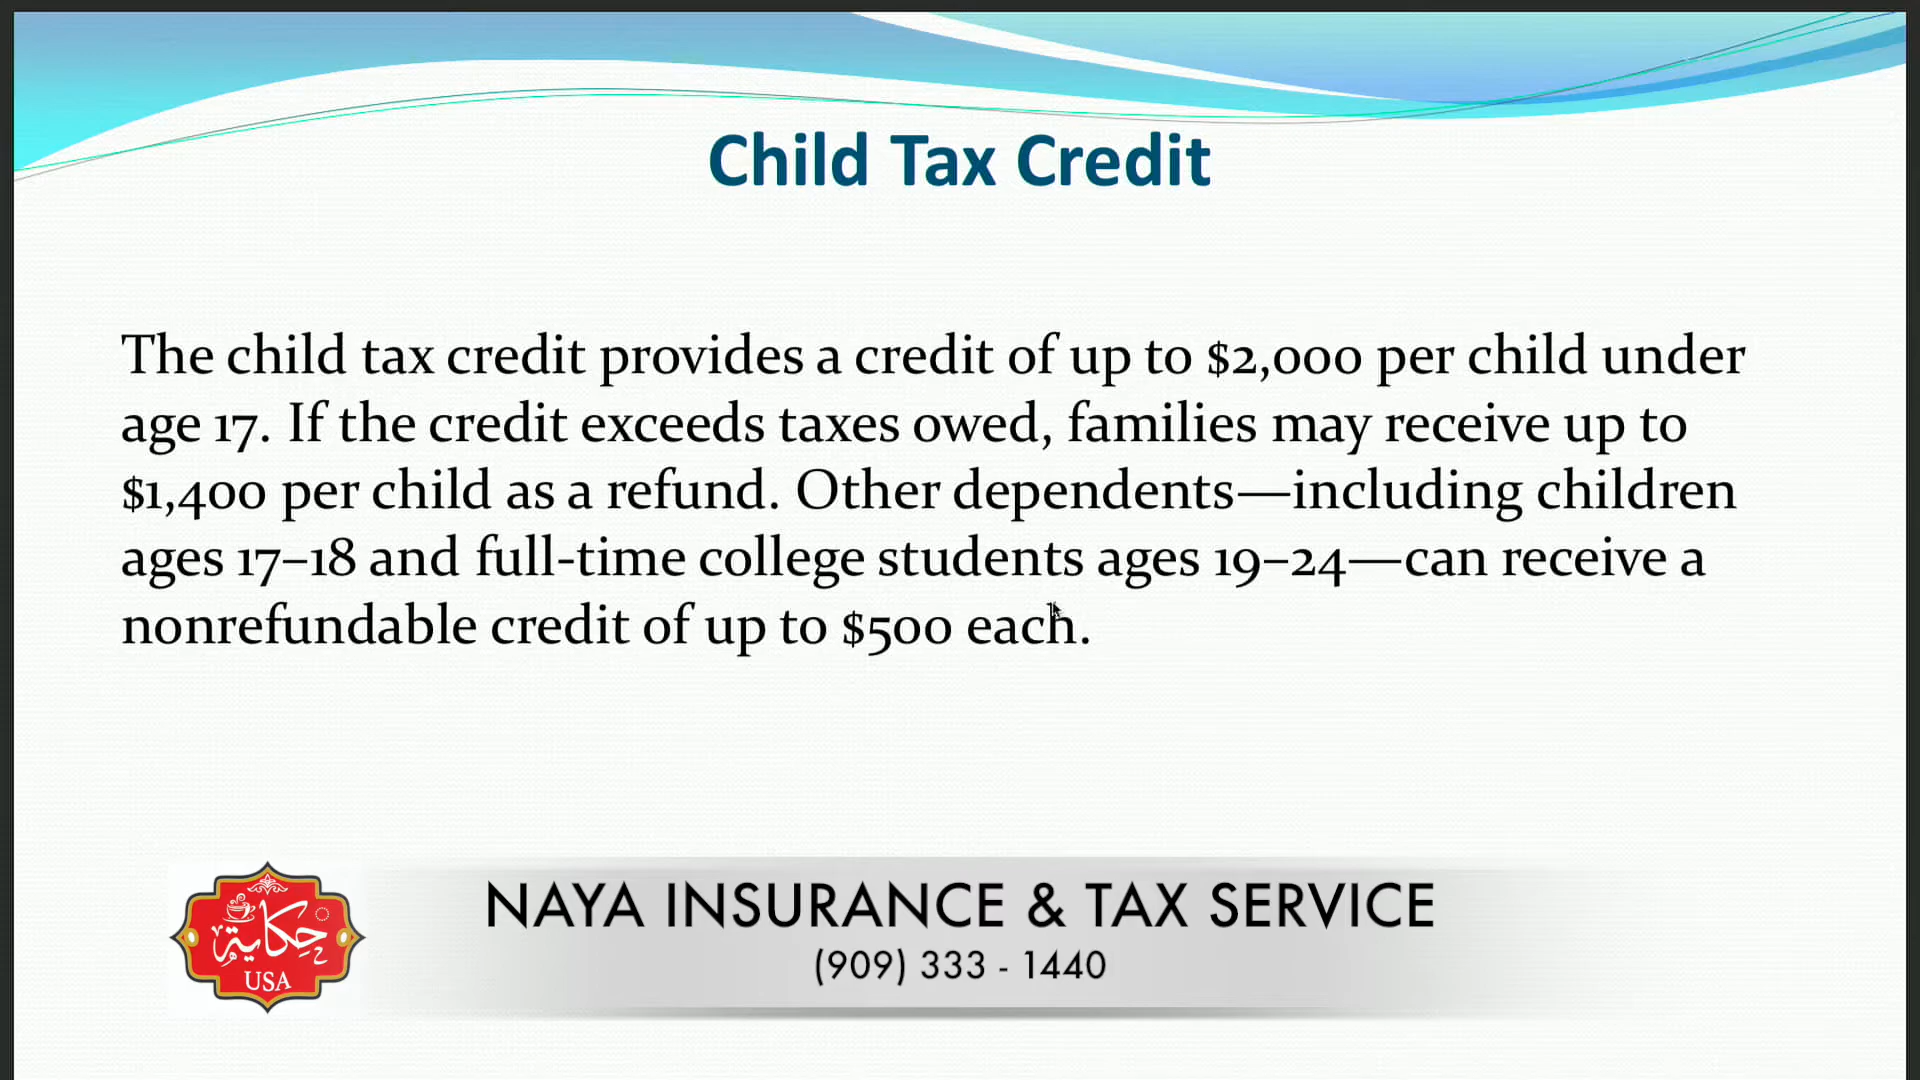 Child Tax Credit
The child tax credit provides a credit of up to $2,000 per child under
age 17. If the credit exceeds taxes owed, families may receive up to
$1,400 per child as a refund. Other dependents—including children
ages 17–18 and full-time college students ages 19–24—can receive a
nonrefundable credit of up to $500 each.
حكاية
USA
NAYA INSURANCE & TAX SERVICE
(909) 333 - 1440